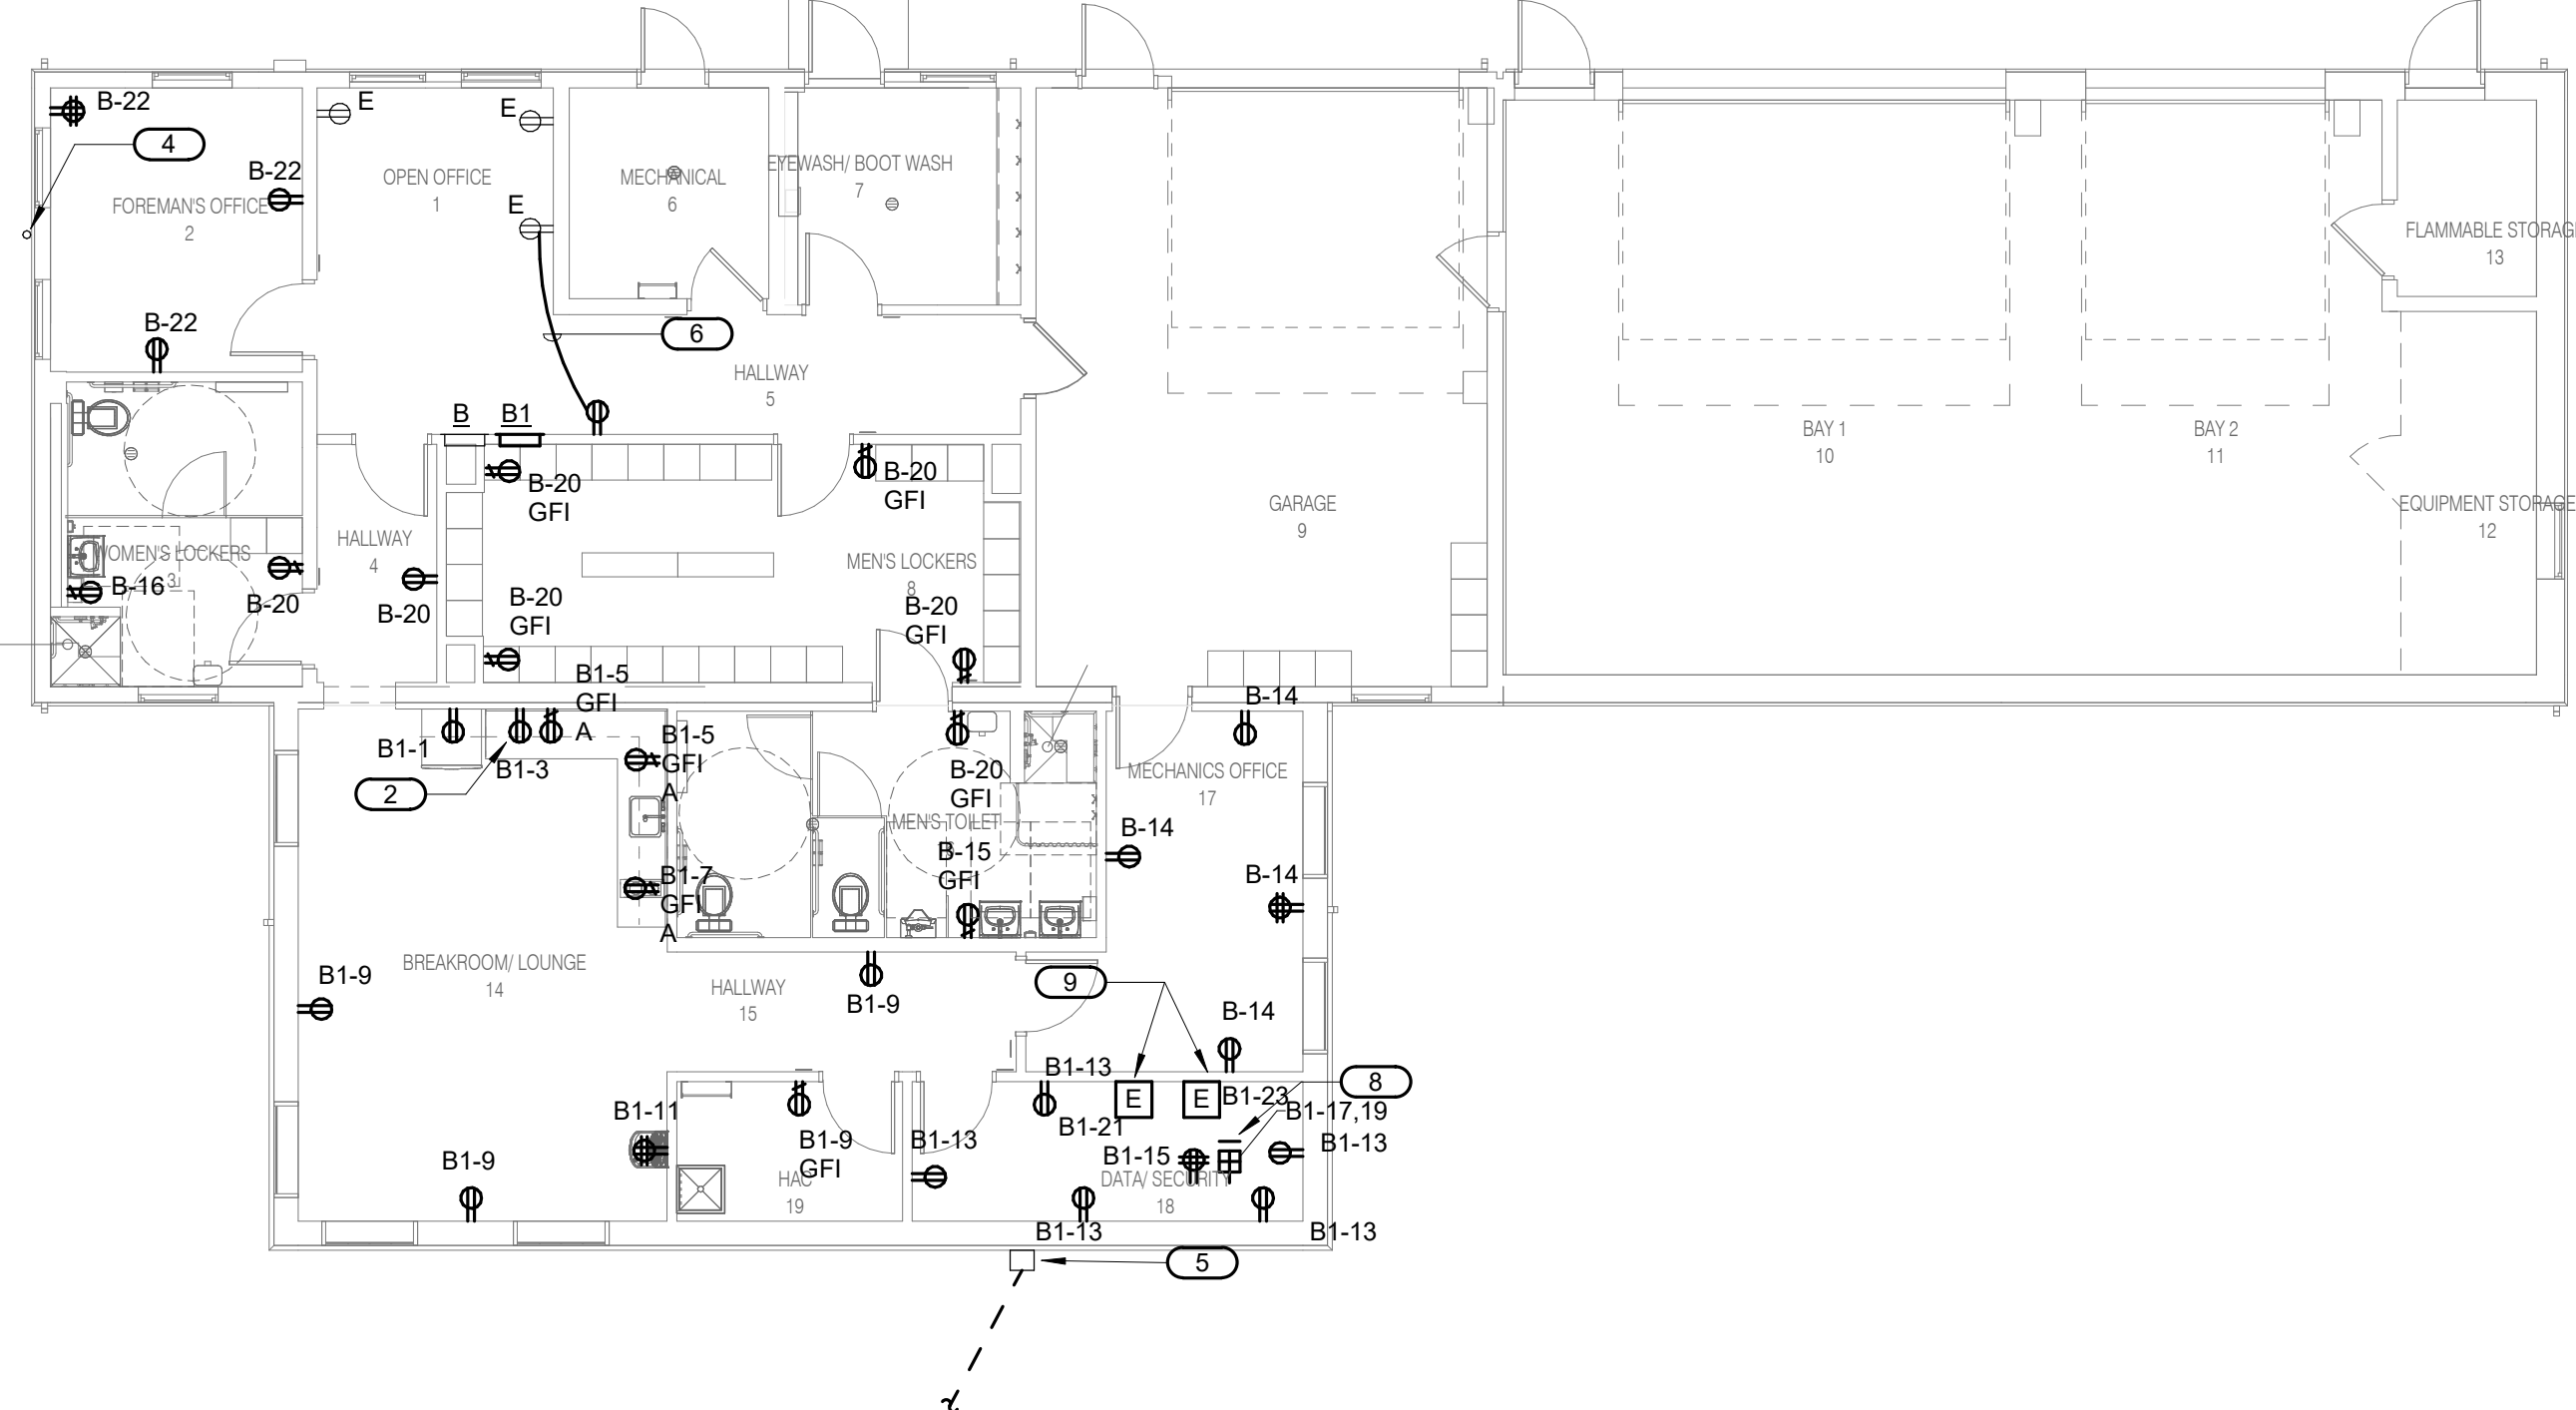 B-22
E
E
4
B-22
OPEN OFFICE
1
MECHANICAL
6
EYEWASH/ BOOT WASH
7
FOREMAN'S OFFICE
2
E
FLAMMABLE STORAG
13
B-22
6
HALLWAY
5
B
B1
BAY 1
10
BAY 2
11
B-20
GFI
B-20
GFI
GARAGE
9
EQUIPMENT STORAGE
12
HALLWAY
4
WOMEN'S LOCKERS
3
MEN'S LOCKERS
8
B-16
B-20
B-20
B-20
GFI
B-20
GFI
B1-5
GFI
A
B-14
B1-1
B1-3
B1-5
GFI
A
2
B-20
GFI
MECHANICS OFFICE
17
MEN'S TOILET
B-14
B-15
GFI
B1-7
GFI
A
B-14
BREAKROOM/ LOUNGE
14
B1-9
HALLWAY
15
B1-9
9
B-14
B1-13
8
E
E
B1-23
B1-17,19
B1-11
B1-21
B1-9
GFI
B1-13
B1-13
B1-9
B1-15
HAC
19
DATA/ SECURITY
18
B1-13
B1-13
5